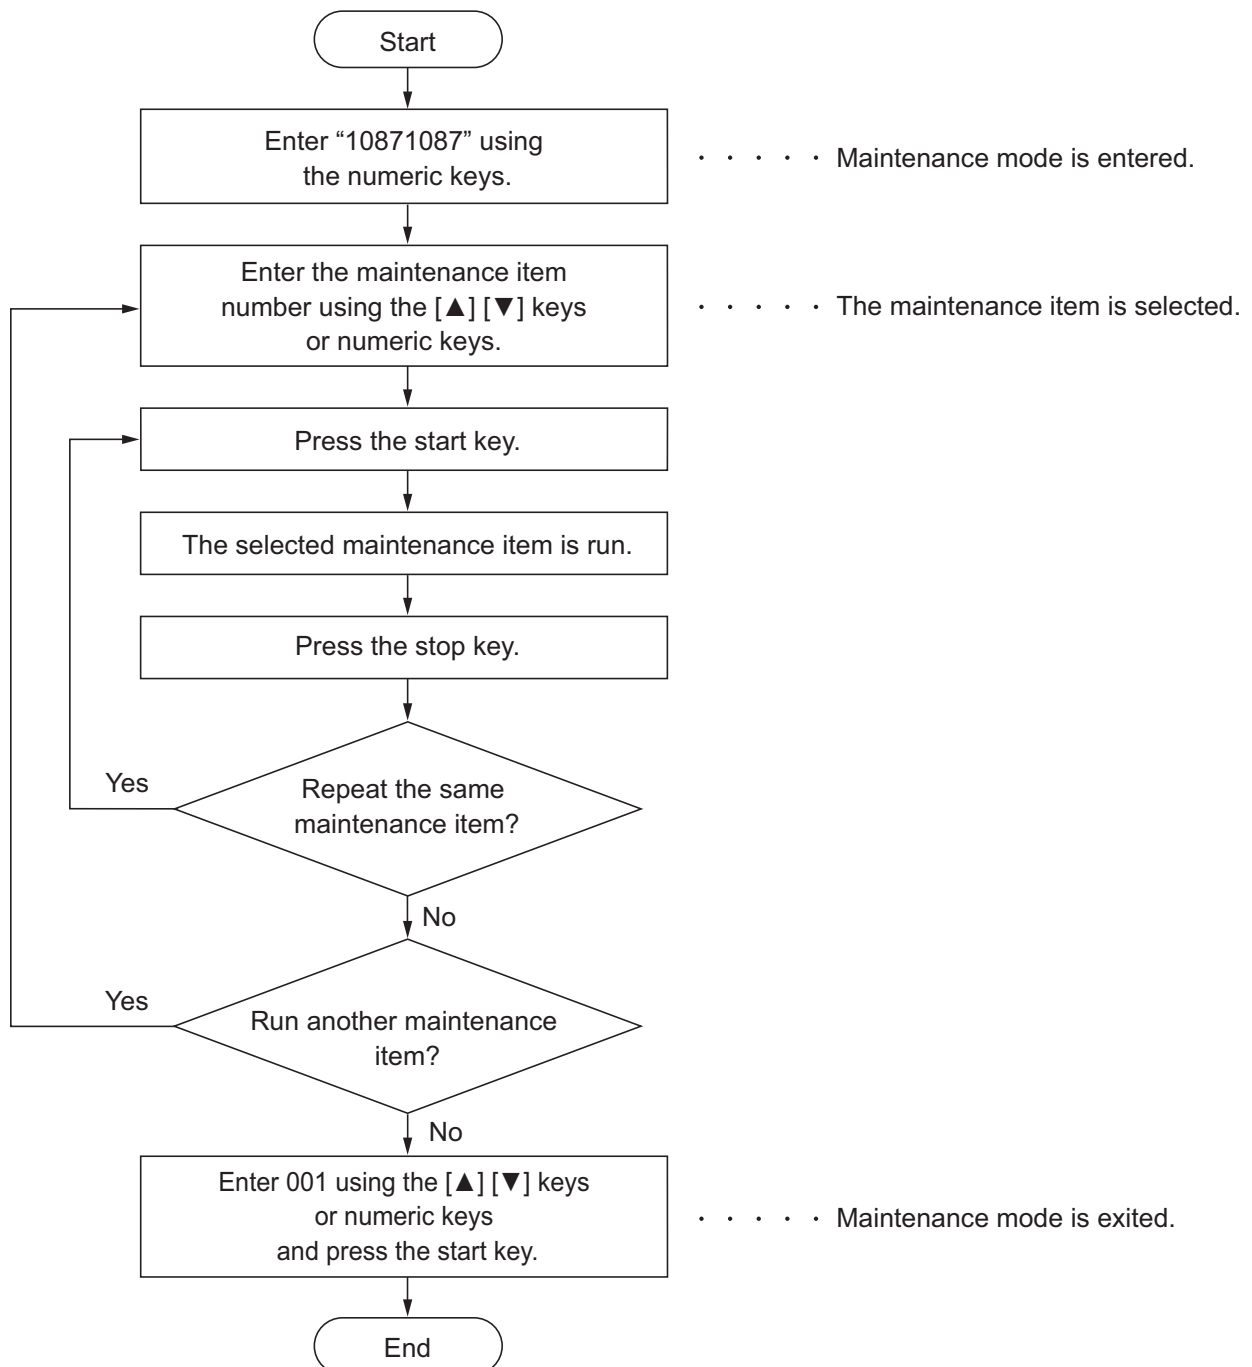 Start
Enter “10871087” using
the numeric keys.
· · · · · Maintenance mode is entered.
Enter the maintenance item
number using the [▲] [▼] keys
or numeric keys.
· · · · · The maintenance item is selected.
Press the start key.
The selected maintenance item is run.
Press the stop key.
Yes
Repeat the same
maintenance item?
No
Yes
Run another maintenance
item?
No
Enter 001 using the [▲] [▼] keys
or numeric keys
and press the start key.
· · · · · Maintenance mode is exited.
End